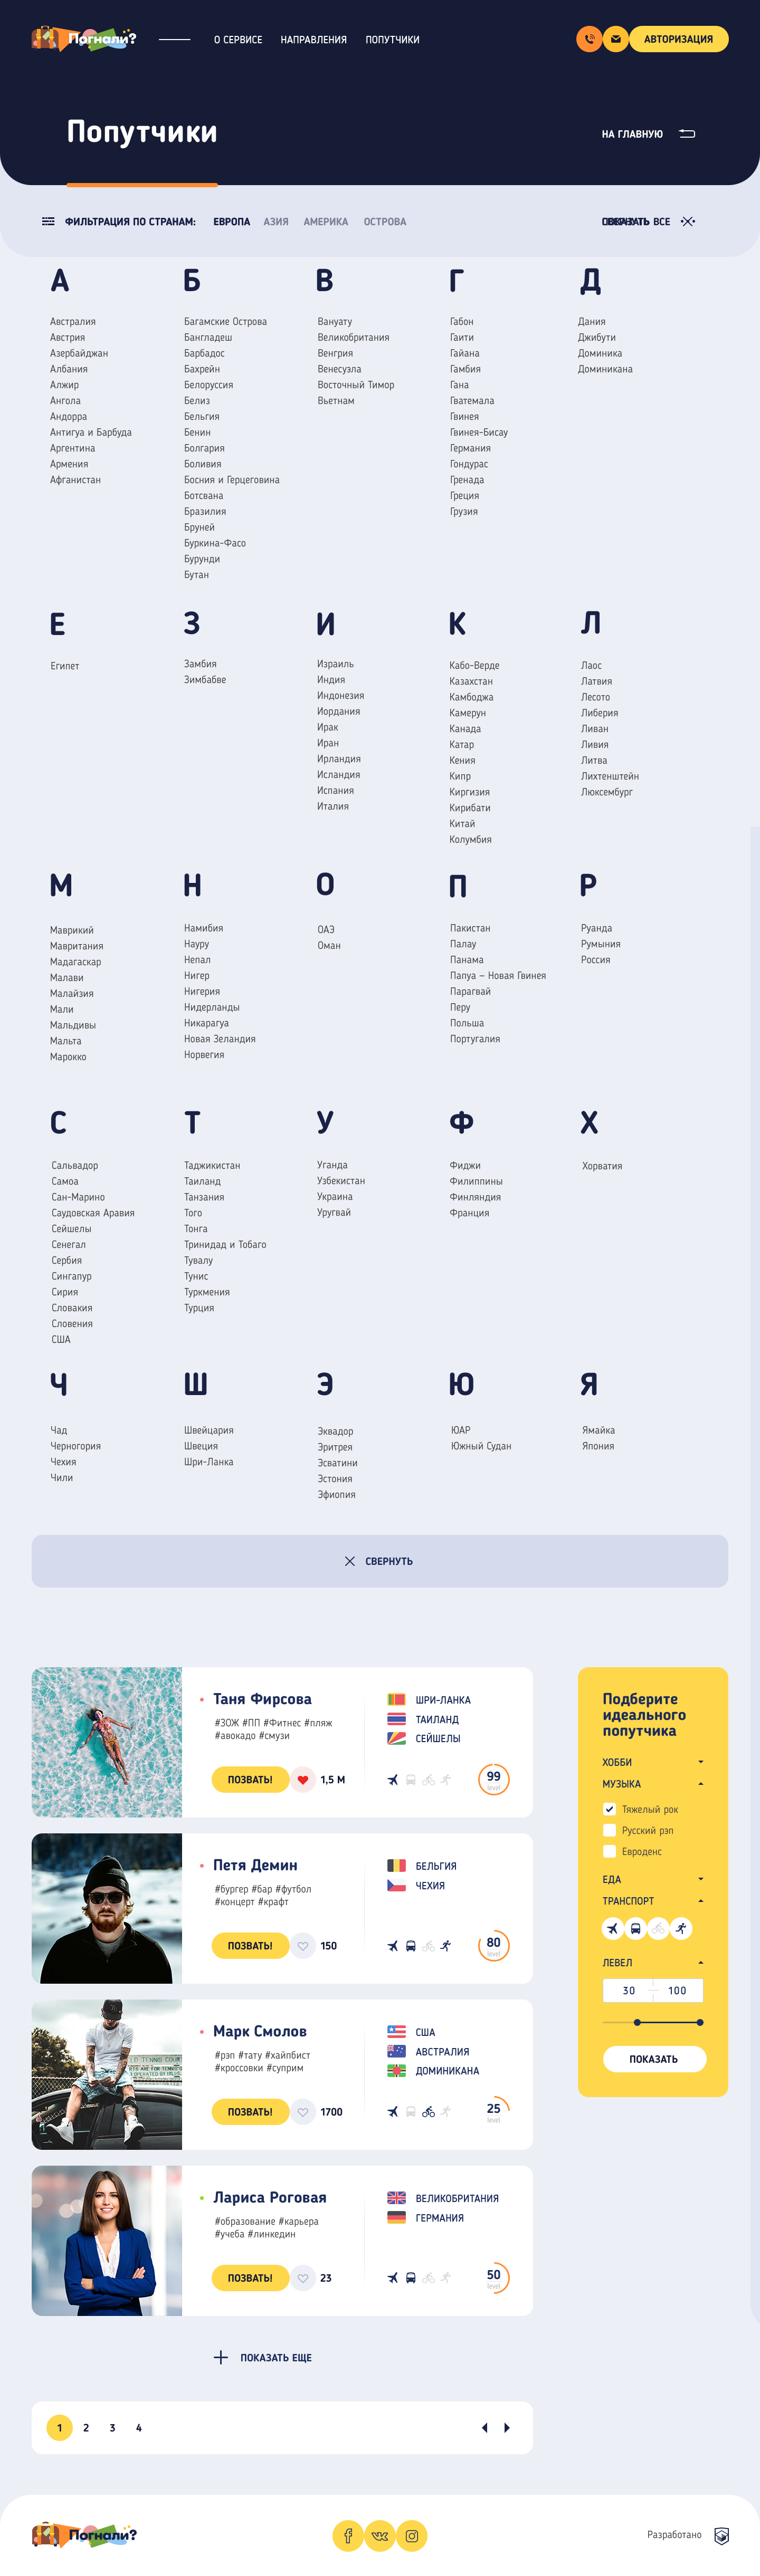 Погнали?
О СЕРВИСЕ НАПРАВЛЕНИЯ ПОПУТЧИКИ
АВТОРИЗАЦИЯ
Попутчики
НА ГЛАВНУЮ
ФИЛЬТРАЦИЯ ПО СТРАНАМ: ЕВРОПА АЗИЯ АМЕРИКА ОСТРОВА
ВСЕ
А
Австралия
Австрия
Азербайджан
Албания
Алжир
Ангола
Андорра
Антигуа и Барбуда
Аргентина
Армения
Афганистан
Б
Багамские Острова
Бангладеш
Барбадос
Бахрейн
Белоруссия
Белиз
Бельгия
Бенин
Болгария
Боливия
Босния и Герцеговина
Ботсвана
Бразилия
Бруней
Буркина-Фасо
Бурунди
Бутан
В
Вануату
Великобритания
Венгрия
Венесуэла
Восточный Тимор
Вьетнам
Г
Габон
Гаити
Гайана
Гамбия
Гана
Гватемала
Гвинея
Гвинея-Бисау
Германия
Гондурас
Гренада
Греция
Грузия
Д
Дания
Джибути
Доминика
Доминикана
Е
Египет
З
Замбия
Зимбабве
И
Израиль
Индия
Индонезия
Иордания
Ирак
Иран
Ирландия
Исландия
Испания
Италия
К
Кабо-Верде
Казахстан
Камбоджа
Камерун
Канада
Катар
Кения
Кипр
Киргизия
Кирибати
Китай
Колумбия
Л
Лаос
Латвия
Лесото
Либерия
Ливан
Ливия
Литва
Лихтенштейн
Люксембург
М
Маврикий
Мавритания
Мадагаскар
Малави
Малайзия
Мали
Мальдивы
Мальта
Марокко
Н
Намибия
Науру
Непал
Нигер
Нигерия
Нидерланды
Никарагуа
Новая Зеландия
Норвегия
О
ОАЭ
Оман
П
Пакистан
Палау
Панама
Папуа – Новая Гвинея
Парагвай
Перу
Польша
Португалия
Р
Руанда
Румыния
Россия
С
Сальвадор
Самоа
Сан-Марино
Саудовская Аравия
Сейшелы
Сенегал
Сербия
Сингапур
Сирия
Словакия
Словения
США
Т
Таджикистан
Таиланд
Танзания
Того
Тонга
Тринидад и Тобаго
Тувалу
Тунис
Туркмения
Турция
У
Уганда
Узбекистан
Украина
Уругвай
Ф
Фиджи
Филиппины
Финляндия
Франция
Х
Хорватия
Ч
Чад
Черногория
Чехия
Чили
Ш
Швейцария
Швеция
Шри-Ланка
Э
Эквадор
Эритрея
Эсватини
Эстония
Эфиопия
Ю
ЮАР
Южный Судан
Я
Ямайка
Япония
СВЕРНУТЬ
Таня Фирсова
#ЗОЖ #ПП #Фитнес #пляж
#авокадо #смузи
ПОЗВАТЬ! 1,5 М
ШРИ-ЛАНКА
ТАИЛАНД
СЕЙШЕЛЫ
99
level
Петя Демин
#бургер #бар #футбол
#концерт #крафт
ПОЗВАТЬ! 150
БЕЛЬГИЯ
ЧЕХИЯ
80
level
Марк Смолов
#рэп #тату #хайпбист
#кроссовки #суприм
ПОЗВАТЬ! 1700
США
АВСТРАЛИЯ
ДОМИНИКАНА
25
level
Лариса Роговая
#образование #карьера
#учеба #линкедин
ПОЗВАТЬ! 23
ВЕЛИКОБРИТАНИЯ
ГЕРМАНИЯ
50
level
Подберите
идеального
попутчика
ХОББИ
МУЗЫКА
Тяжелый рок
Русский рэп
Евроденс
ЕДА
ТРАНСПОРТ
ЛЕВЕЛ
30 100
ПОКАЗАТЬ
ПОКАЗАТЬ ЕЩЕ
1 2 3 4
Погнали?
Разработано